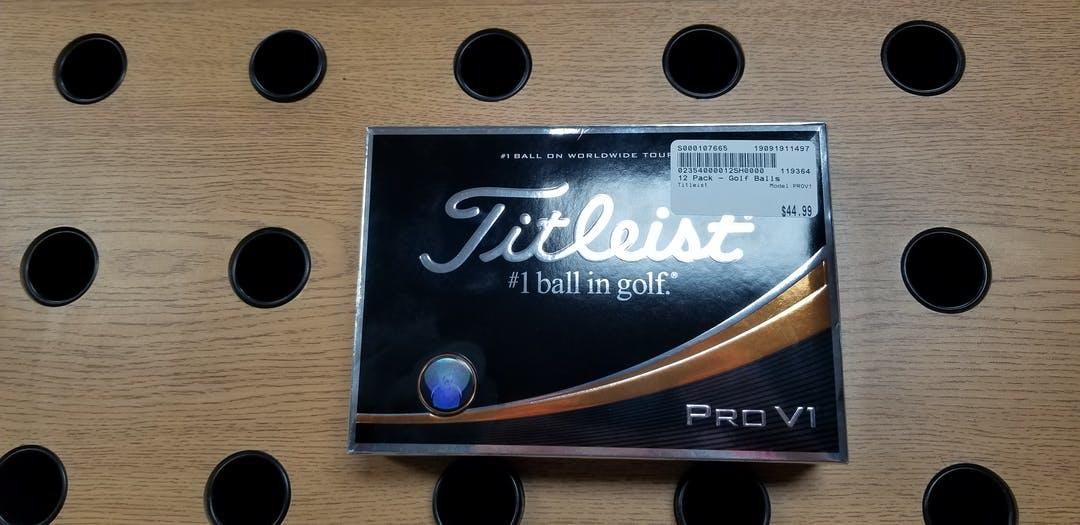 #1 BALL ON WORLDWIDE TOUR
S000107665 19091911497
02354000012SH0000 119364
12 Pack - Golf Balls
Titleist Model PROV1
$44.99
Titleist
#1 ball in golf.®
PRO V1